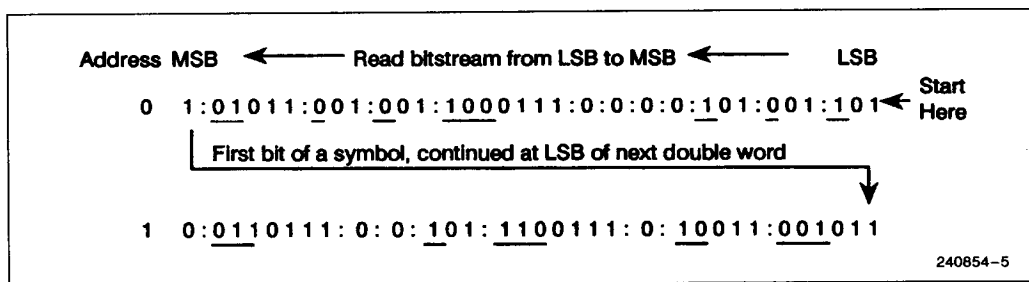 Address MSB ← Read bitstream from LSB to MSB ← LSB
0 1:01011:001:001:1000111:0:0:0:0:101:001:101 ← Start Here
First bit of a symbol, continued at LSB of next double word
1 0:0110111:0:0:101:1100111:0:10011:001011
240854-5